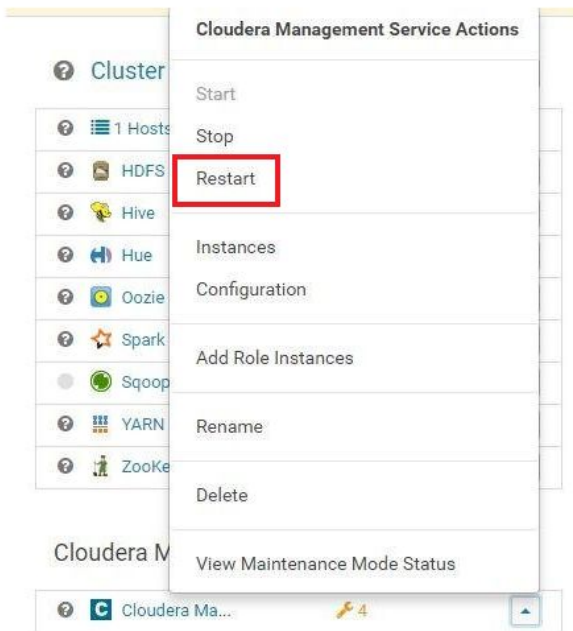 Cloudera Management Service Actions
Cluster
Start
1 Hosts
Stop
HDFS
Restart
Hive
Hue
Instances
Oozie
Configuration
Spark
Add Role Instances
Sqoop
YARN
Rename
ZooKe
Delete
Cloudera M
View Maintenance Mode Status
C Cloudera Ma... 4